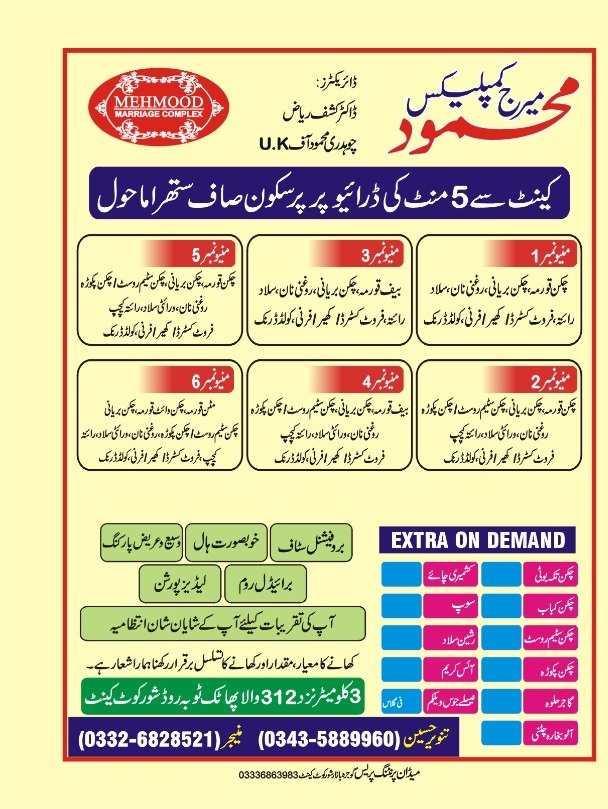 محمود میرج کمپلیکس
ڈائریکٹرز:
ڈاکٹر کشف ریاض
چوہدری محمود آف U.K
MEHMOOD
MARRIAGE COMPLEX
کینٹ سے 5 منٹ کی ڈرائیو پر پرسکون صاف ستھرا ماحول
مینیو نمبر 1
چکن قورمہ، چکن بریانی، روغنی نان، سلاد
رائتہ، فروٹ کسٹرڈ / کھیر / فرنی، کولڈ ڈرنک
مینیو نمبر 3
بیف قورمہ، چکن بریانی، روغنی نان، سلاد
رائتہ، فروٹ کسٹرڈ / کھیر / فرنی، کولڈ ڈرنک
مینیو نمبر 5
چکن قورمہ، چکن بریانی، چکن سٹیم روسٹ / چکن پکوڑہ
روغنی نان، ورائٹی سلاد، رائتہ کیچپ
فروٹ کسٹرڈ / کھیر / فرنی، کولڈ ڈرنک
مینیو نمبر 2
چکن قورمہ، چکن بریانی، چکن سٹیم روسٹ / چکن پکوڑہ
روغنی نان، ورائٹی سلاد، رائتہ کیچپ
فروٹ کسٹرڈ / کھیر / فرنی، کولڈ ڈرنک
مینیو نمبر 4
بیف قورمہ، چکن بریانی، چکن سٹیم روسٹ / چکن پکوڑہ
روغنی نان، ورائٹی سلاد، رائتہ کیچپ
فروٹ کسٹرڈ / کھیر / فرنی، کولڈ ڈرنک
مینیو نمبر 6
مٹن قورمہ، چکن وائٹ قورمہ، چکن بریانی
چکن سٹیم روسٹ / چکن پکوڑہ، روغنی نان، ورائٹی سلاد، رائتہ
کیچپ، فروٹ کسٹرڈ / کھیر / فرنی، کولڈ ڈرنک
EXTRA ON DEMAND
چکن تکہ بوٹی
کشمیری چائے
چکن کباب
سوپ
چکن سٹیم روسٹ
رشین سلاد
چکن پکوڑہ
آئس کریم
گاجر حلوہ
جوس ویلکم
فی گلاس
آلو بخارہ چٹنی
پروفیشنل سٹاف
خوبصورت ہال
وسیع و عریض پارکنگ
برائیڈل روم
لیڈیز پورشن
آپ کی تقریبات کیلئے آپ کے شایان شان انتظامیہ
کھانے کا معیار، مقدار اور کھانے کا تسلسل برقرار رکھنا ہمارا شعار ہے۔
3 کلومیٹر نزد 312 والا پھاٹک ٹوبہ روڈ شورکوٹ کینٹ
تنویر حسین (0343-5889960) منیجر (0332-6828521)
میڈان پرنٹنگ پریس گوجرہ بازار شورکوٹ کینٹ 03336863983